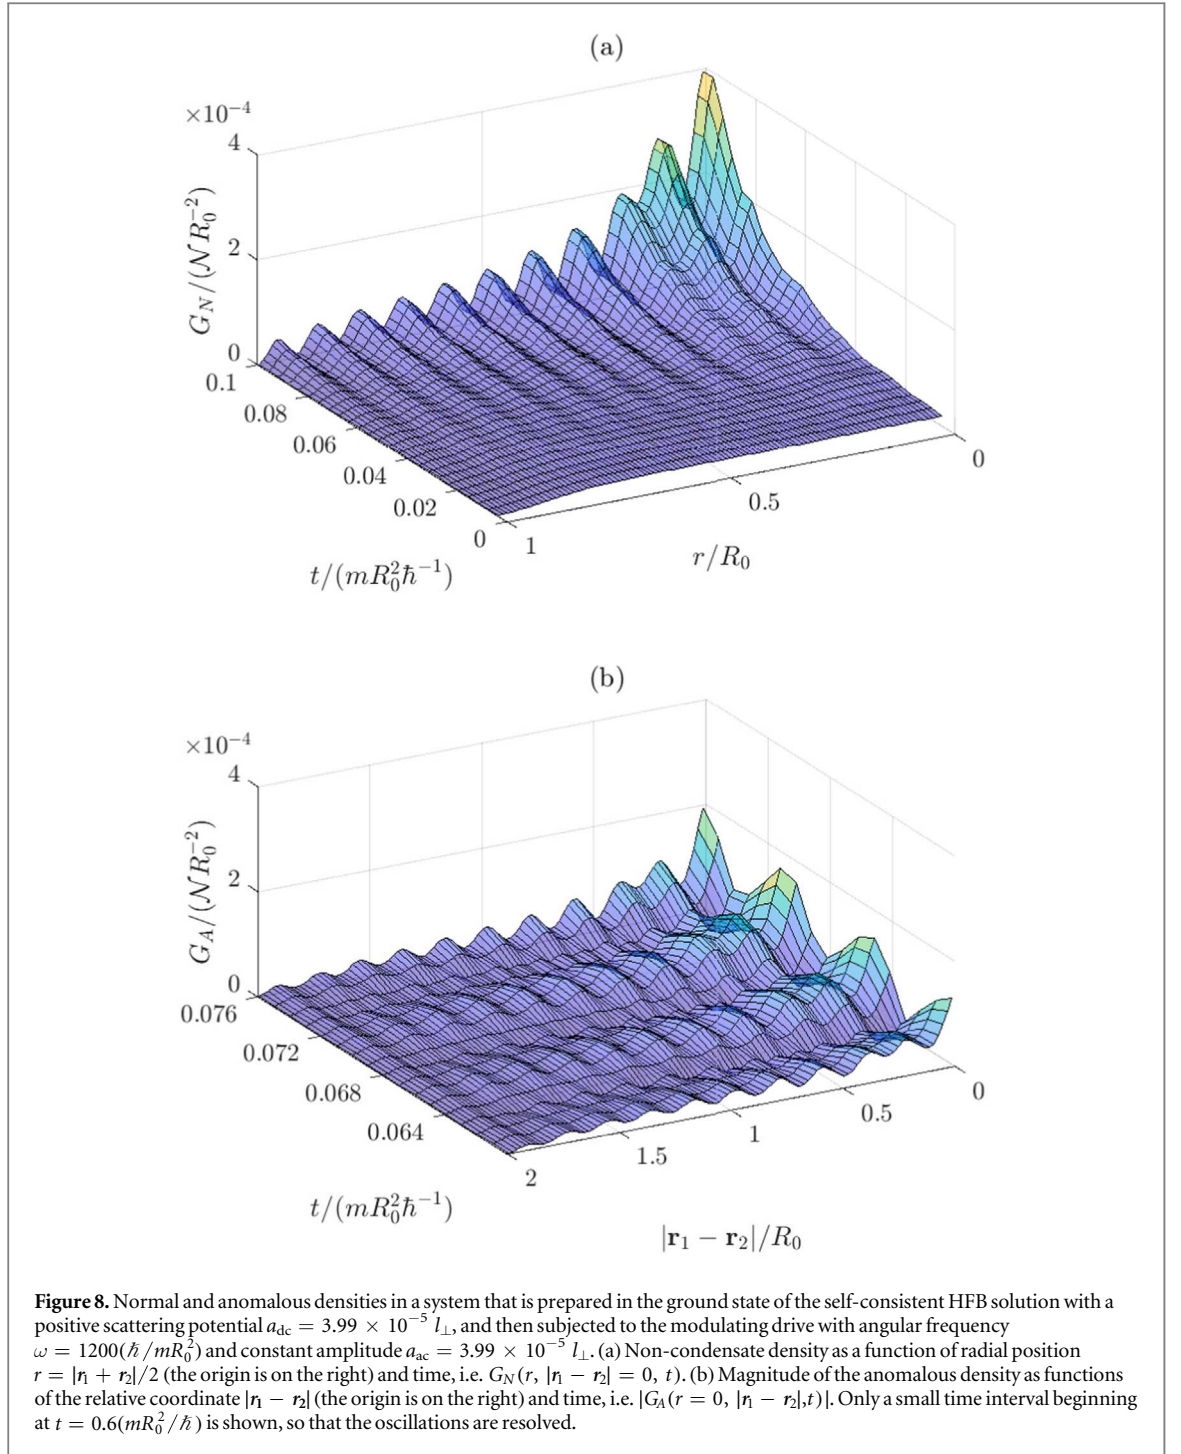 (a)
×10⁻⁴
4
2
0
G_N/(𝒩R₀⁻²)
0.1
0.08
0.06
0.04
0.02
0
t/(mR₀²ℏ⁻¹)
1
0.5
0
r/R₀
(b)
×10⁻⁴
4
2
0
G_A/(𝒩R₀⁻²)
0.076
0.072
0.068
0.064
t/(mR₀²ℏ⁻¹)
2
1.5
1
0.5
0
|r₁ − r₂|/R₀
Figure 8. Normal and anomalous densities in a system that is prepared in the ground state of the self-consistent HFB solution with a
positive scattering potential a_dc = 3.99 × 10⁻⁵ l_⊥, and then subjected to the modulating drive with angular frequency
ω = 1200(ℏ/mR₀²) and constant amplitude a_ac = 3.99 × 10⁻⁵ l_⊥. (a) Non-condensate density as a function of radial position
r = |r₁ + r₂|/2 (the origin is on the right) and time, i.e. G_N(r, |r₁ − r₂| = 0, t). (b) Magnitude of the anomalous density as functions
of the relative coordinate |r₁ − r₂| (the origin is on the right) and time, i.e. |G_A(r = 0, |r₁ − r₂|,t)|. Only a small time interval beginning
at t = 0.6(mR₀²/ℏ) is shown, so that the oscillations are resolved.